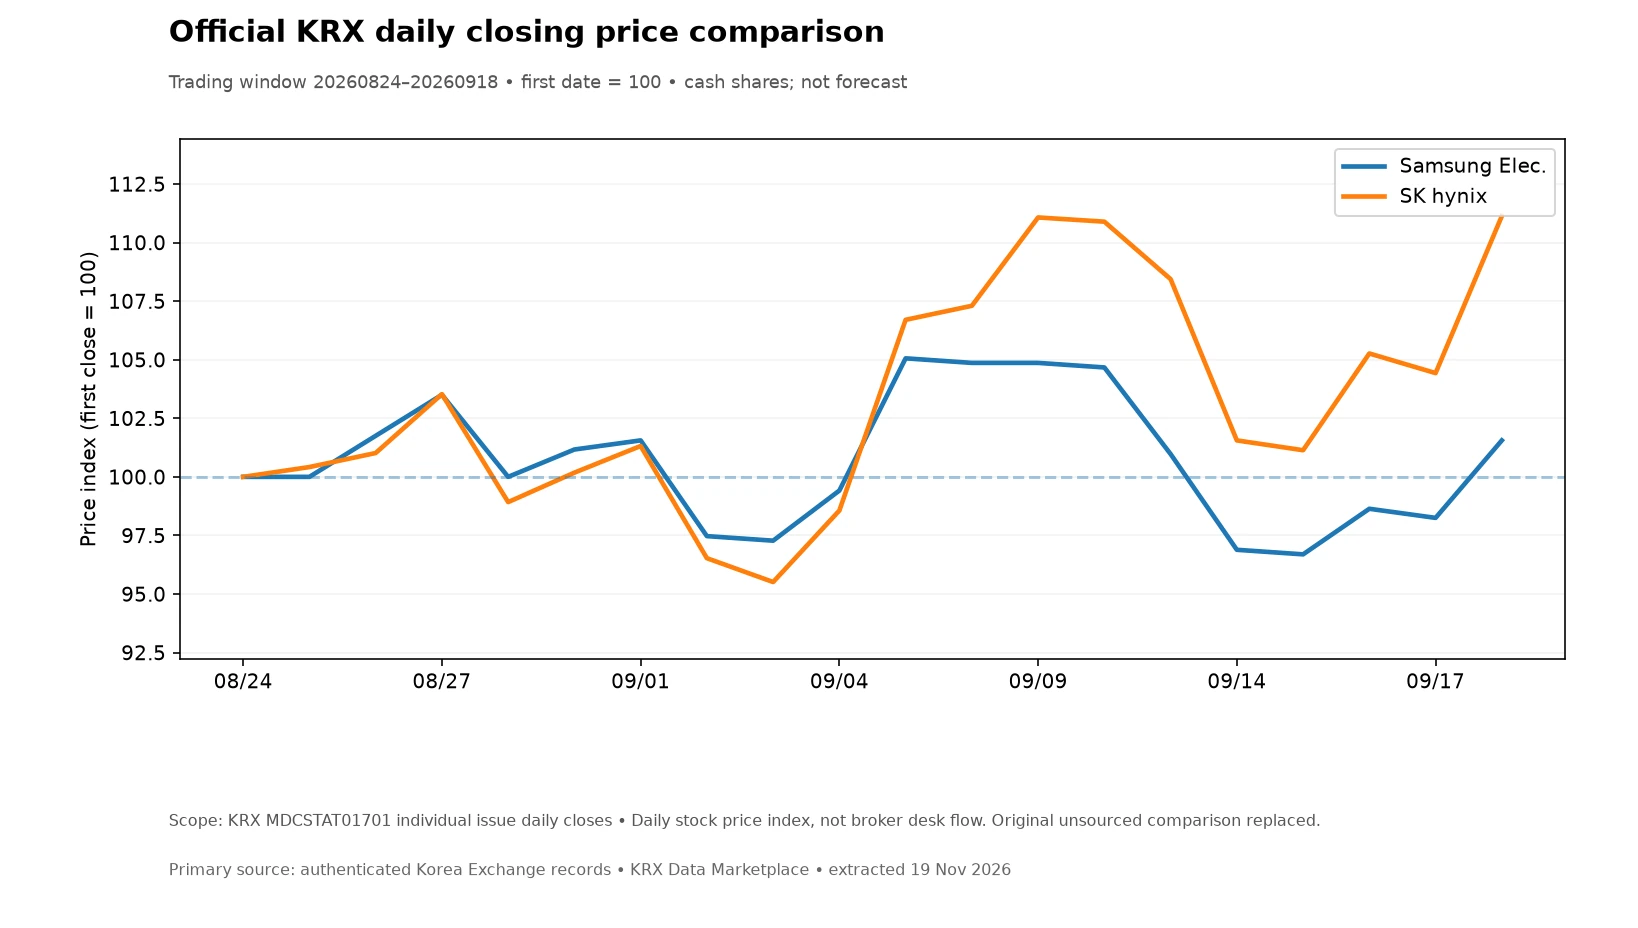 Official KRX daily closing price comparison
Trading window 20260824–20260918 • first date = 100 • cash shares; not forecast
Samsung Elec.
SK hynix
Price index (first close = 100)
112.5
110.0
107.5
105.0
102.5
100.0
97.5
95.0
92.5
08/24
08/27
09/01
09/04
09/09
09/14
09/17
Scope: KRX MDCSTAT01701 individual issue daily closes • Daily stock price index, not broker desk flow. Original unsourced comparison replaced.
Primary source: authenticated Korea Exchange records • KRX Data Marketplace • extracted 19 Nov 2026